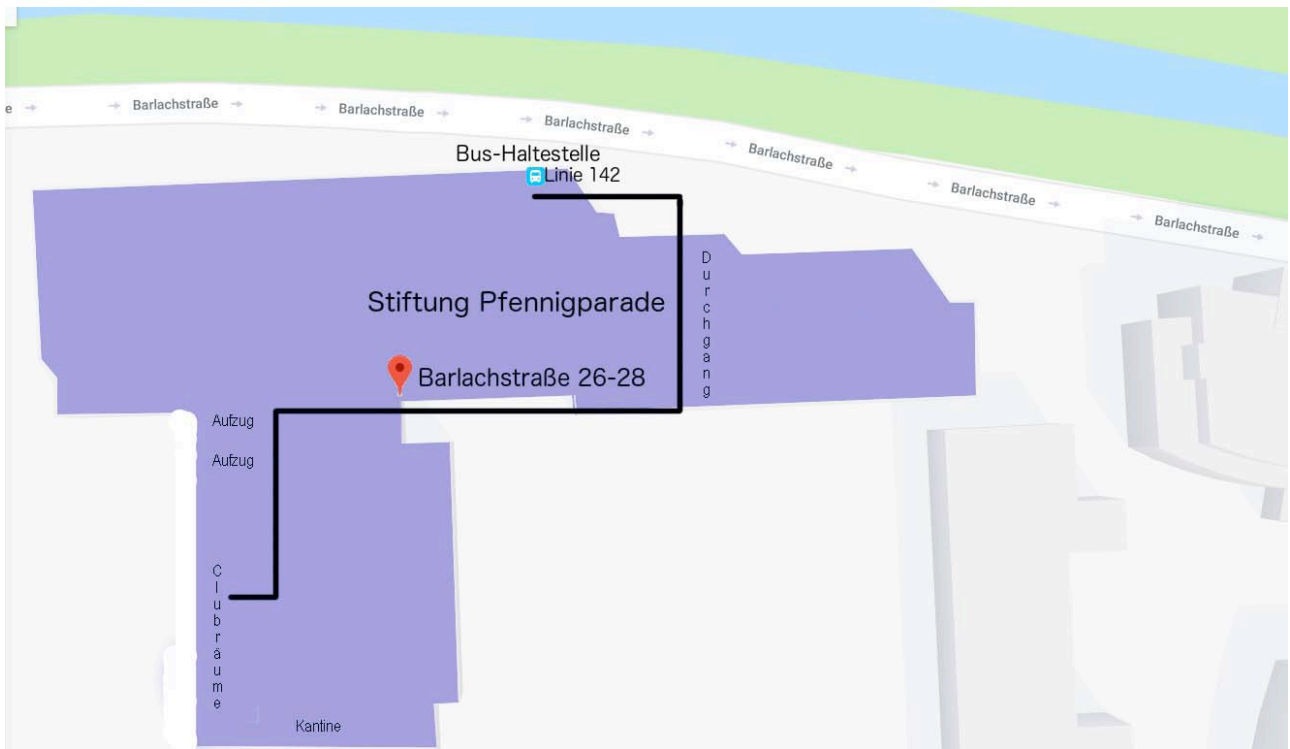 e
Barlachstraße
Barlachstraße
Barlachstraße
Barlachstraße
Barlachstraße
Barlachstraße
Bus-Haltestelle
Linie 142
Durchgang
Stiftung Pfennigparade
Barlachstraße 26-28
Aufzug
Aufzug
Clubräume
Kantine